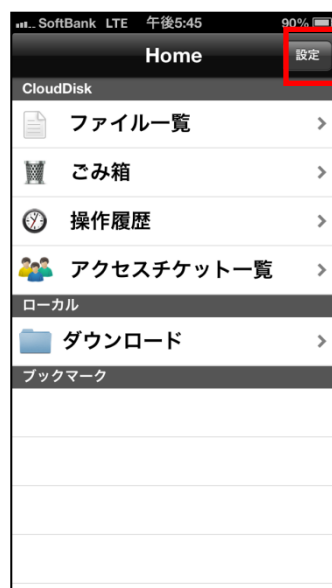 SoftBank LTE 午後5:45 90%
Home 設定
CloudDisk
ファイル一覧
ごみ箱
操作履歴
アクセスチケット一覧
ローカル
ダウンロード
ブックマーク